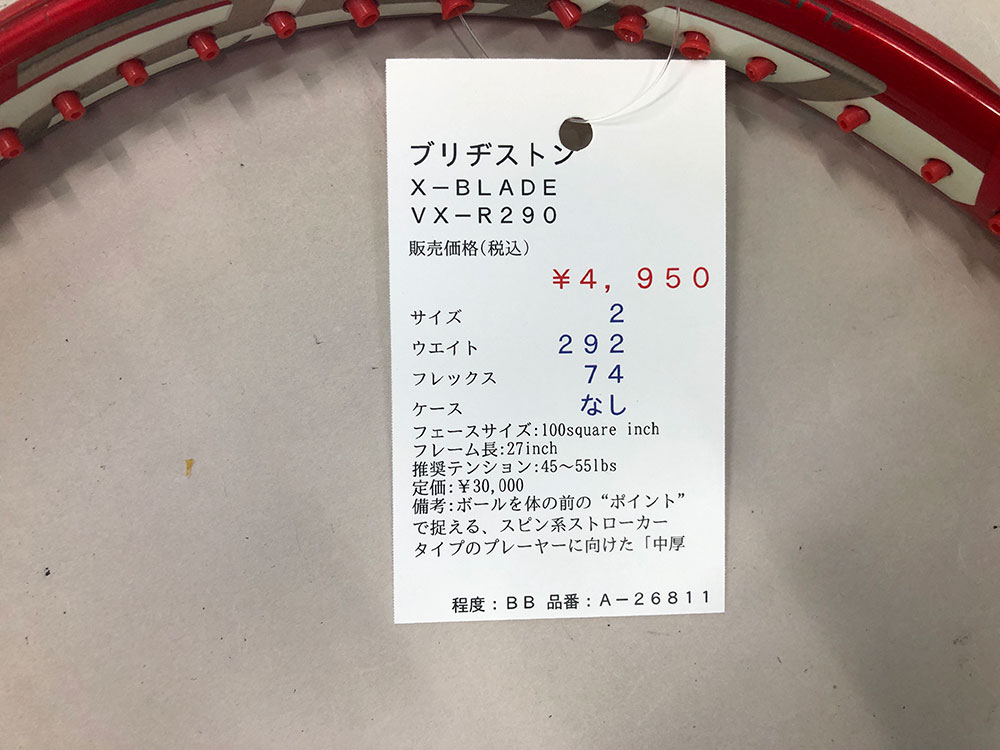 ブリヂストン
X－BLADE
VX－R290
販売価格(税込)
￥4，950
サイズ 2
ウエイト 292
フレックス 74
ケース なし
フェースサイズ:100square inch
フレーム長:27inch
推奨テンション:45～55lbs
定価:￥30,000
備考:ボールを体の前の“ポイント”
で捉える、スピン系ストローカー
タイプのプレーヤーに向けた「中厚
程度：BB 品番：A－26811